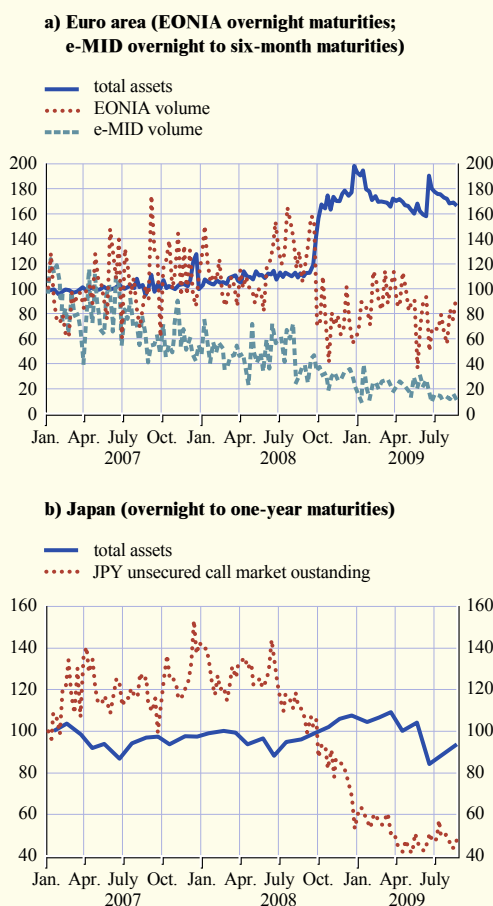 a) Euro area (EONIA overnight maturities;
e-MID overnight to six-month maturities)
total assets
EONIA volume
e-MID volume
200 200
180 180
160 160
140 140
120 120
100 100
80 80
60 60
40 40
20 20
0 0
Jan. Apr. July Oct. Jan. Apr. July Oct. Jan. Apr. July
2007 2008 2009
b) Japan (overnight to one-year maturities)
total assets
JPY unsecured call market oustanding
160 160
140 140
120 120
100 100
80 80
60 60
40 40
Jan. Apr. July Oct. Jan. Apr. July Oct. Jan. Apr. July
2007 2008 2009